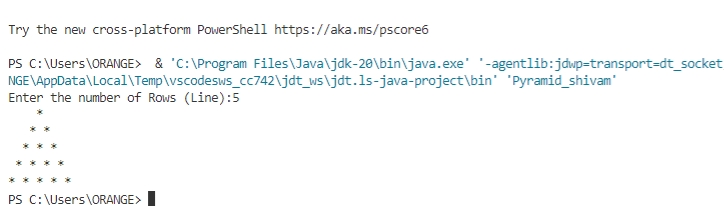 Try the new cross-platform PowerShell https://aka.ms/pscore6
PS C:\Users\ORANGE>  & 'C:\Program Files\Java\jdk-20\bin\java.exe' '-agentlib:jdwp=transport=dt_socket
NGE\AppData\Local\Temp\vscodesws_cc742\jdt_ws\jdt.ls-java-project\bin' 'Pyramid_shivam'
Enter the number of Rows (Line):5
    *
   * *
  * * *
 * * * *
* * * * *
PS C:\Users\ORANGE>